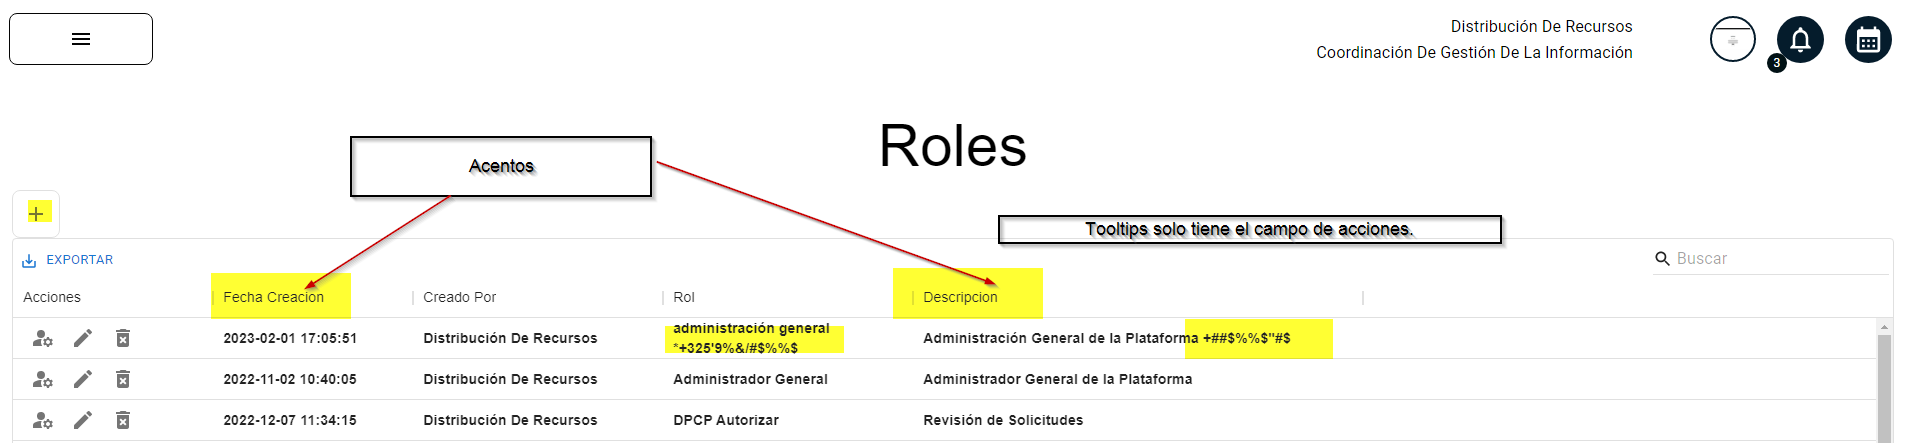 Distribución De Recursos
Coordinación De Gestión De La Información
3
Roles
Acentos
Tooltips solo tiene el campo de acciones.
EXPORTAR
Buscar
Acciones Fecha Creacion Creado Por Rol Descripcion
2023-02-01 17:05:51 Distribución De Recursos administración general *+325'9%&/#$%%$ Administración General de la Plataforma +##$%%$"#$
2022-11-02 10:40:05 Distribución De Recursos Administrador General Administrador General de la Plataforma
2022-12-07 11:34:15 Distribución De Recursos DPCP Autorizar Revisión de Solicitudes